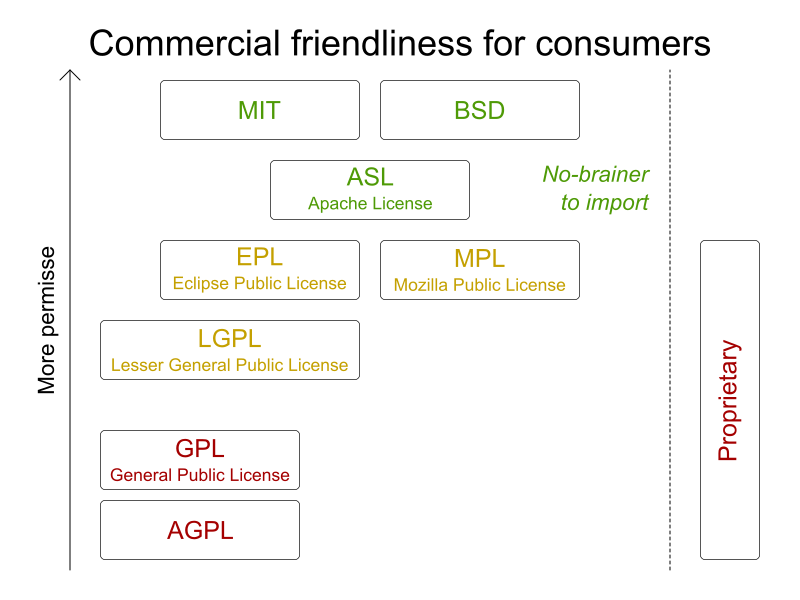 Commercial friendliness for consumers
MIT
BSD
ASL
Apache License
No-brainer
to import
EPL
Eclipse Public License
MPL
Mozilla Public License
More permisse
LGPL
Lesser General Public License
Proprietary
GPL
General Public License
AGPL